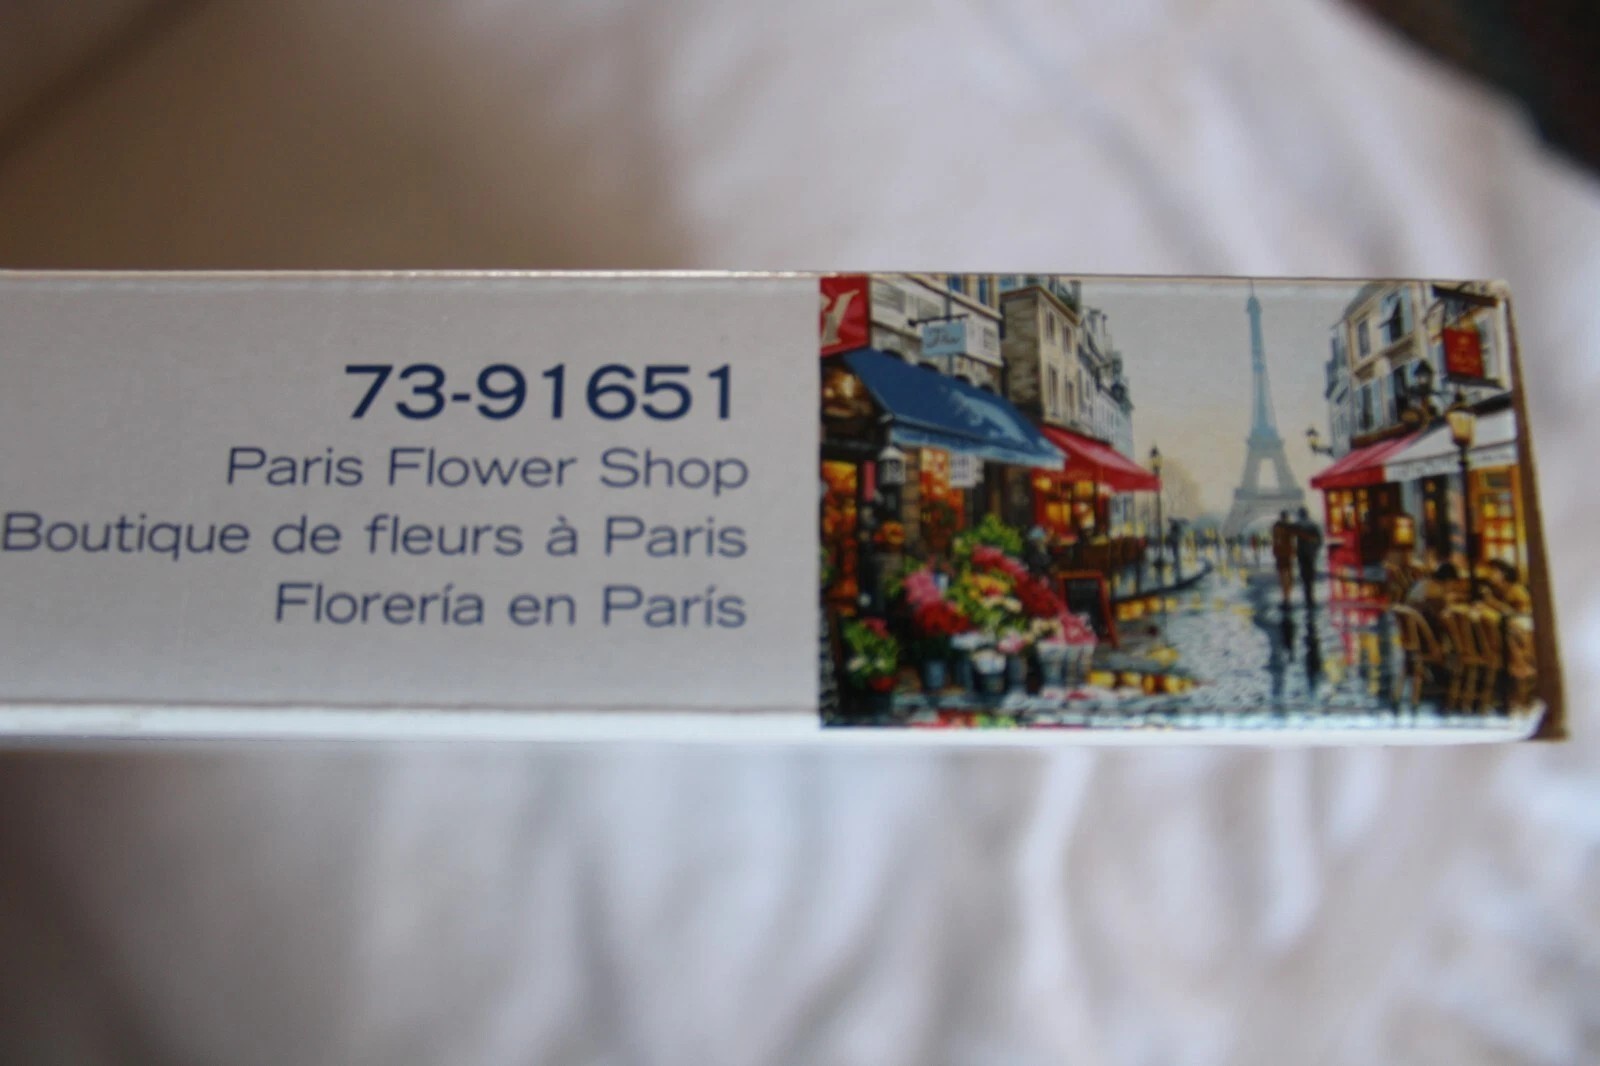 73-91651
Paris Flower Shop
Boutique de fleurs à Paris
Florería en París